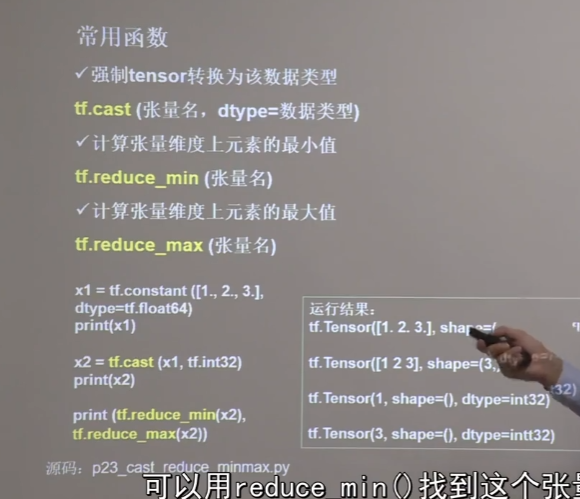 常用函数
✓强制tensor转换为该数据类型
tf.cast (张量名，dtype=数据类型)
✓计算张量维度上元素的最小值
tf.reduce_min (张量名)
✓计算张量维度上元素的最大值
tf.reduce_max (张量名)
x1 = tf.constant ([1., 2., 3.],
dtype=tf.float64)
print(x1)
x2 = tf.cast (x1, tf.int32)
print(x2)
print (tf.reduce_min(x2),
tf.reduce_max(x2))
运行结果：
tf.Tensor([1. 2. 3.], shape=(
tf.Tensor([1 2 3], shape=(3,)
32)
tf.Tensor(1, shape=(), dtype=int32)
tf.Tensor(3, shape=(), dtype=intt32)
源码：p23_cast_reduce_minmax.py
可以用reduce_min()找到这个张量